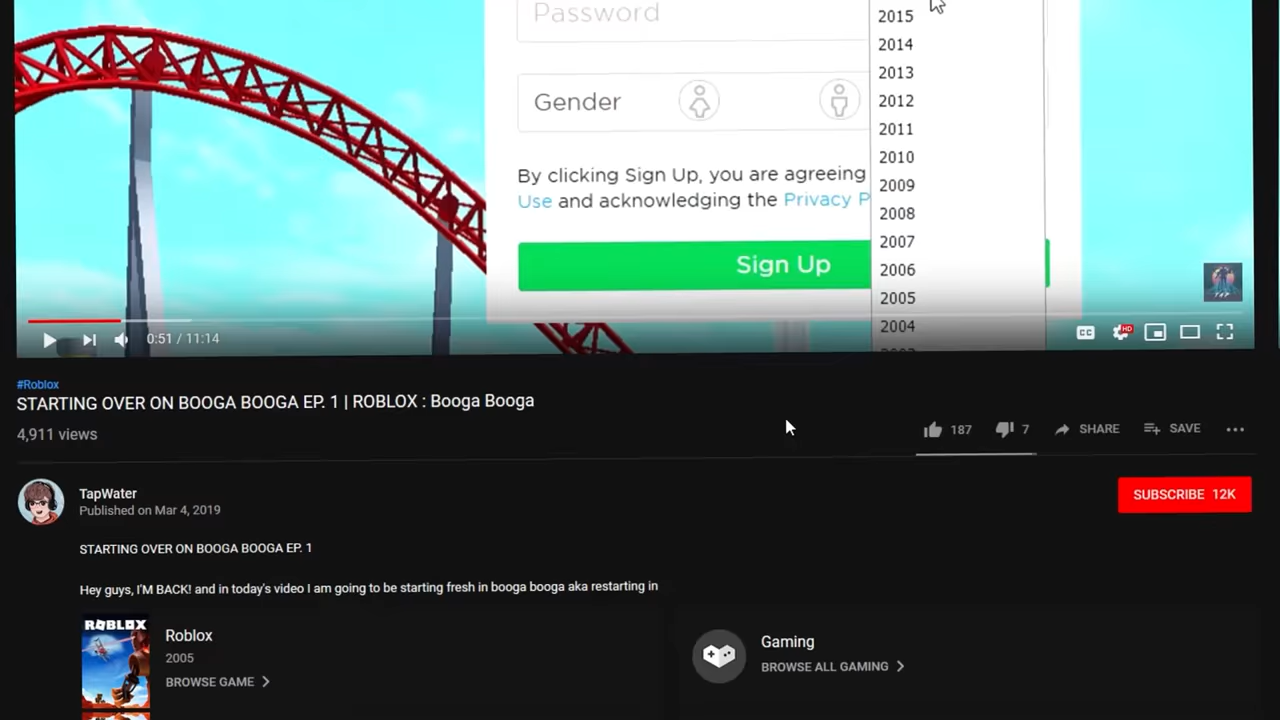 Password
2015
2014
2013
2012
2011
2010
2009
2008
2007
2006
2005
2004
Gender
By clicking Sign Up, you are agreeing
Use and acknowledging the Privacy P
Sign Up
0:51 / 11:14
CC
HD
#Roblox
STARTING OVER ON BOOGA BOOGA EP. 1 | ROBLOX : Booga Booga
4,911 views
187
7
SHARE
SAVE
TapWater
Published on Mar 4, 2019
SUBSCRIBE 12K
STARTING OVER ON BOOGA BOOGA EP. 1
Hey guys, I'M BACK! and in today's video I am going to be starting fresh in booga booga aka restarting in
ROBLOX
Roblox
2005
BROWSE GAME
Gaming
BROWSE ALL GAMING